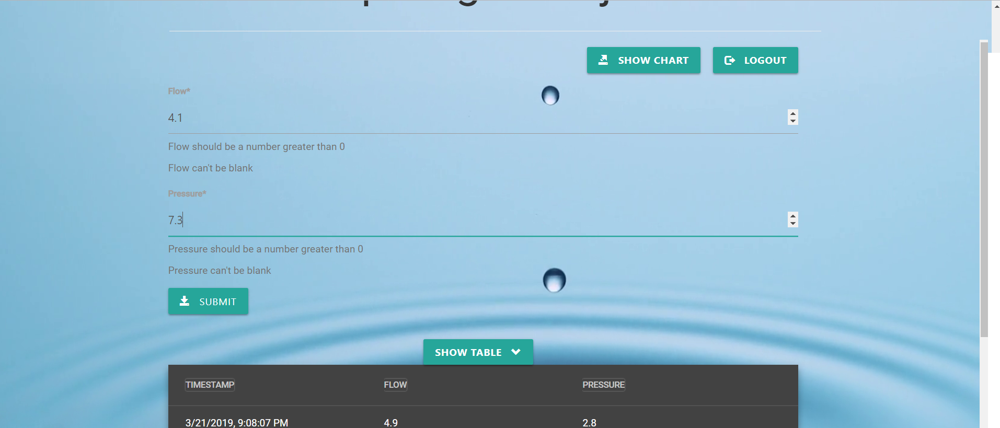 SHOW CHART LOGOUT
Flow*
4.1
Flow should be a number greater than 0
Flow can't be blank
Pressure*
7.3
Pressure should be a number greater than 0
Pressure can't be blank
SUBMIT
SHOW TABLE
TIMESTAMP FLOW PRESSURE
3/21/2019, 9:08:07 PM 4.9 2.8